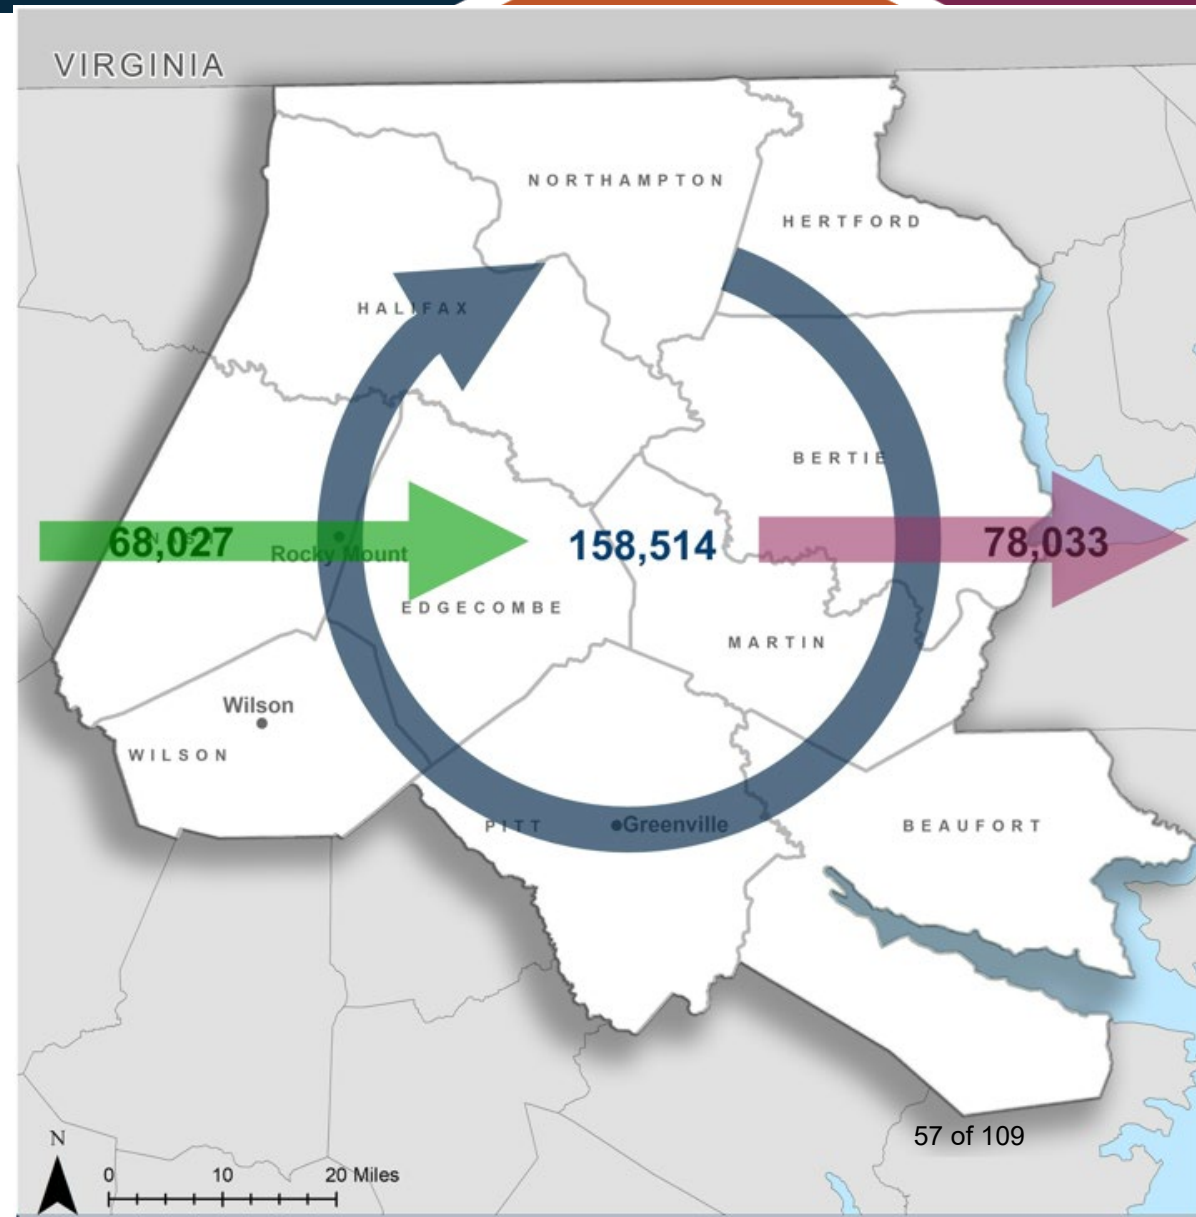 VIRGINIA
NORTHAMPTON
HERTFORD
HALIFAX
BERTIE
68,027
Rocky Mount
158,514
78,033
EDGECOMBE
MARTIN
Wilson
WILSON
PITT
Greenville
BEAUFORT
57 of 109
N
0 10 20 Miles